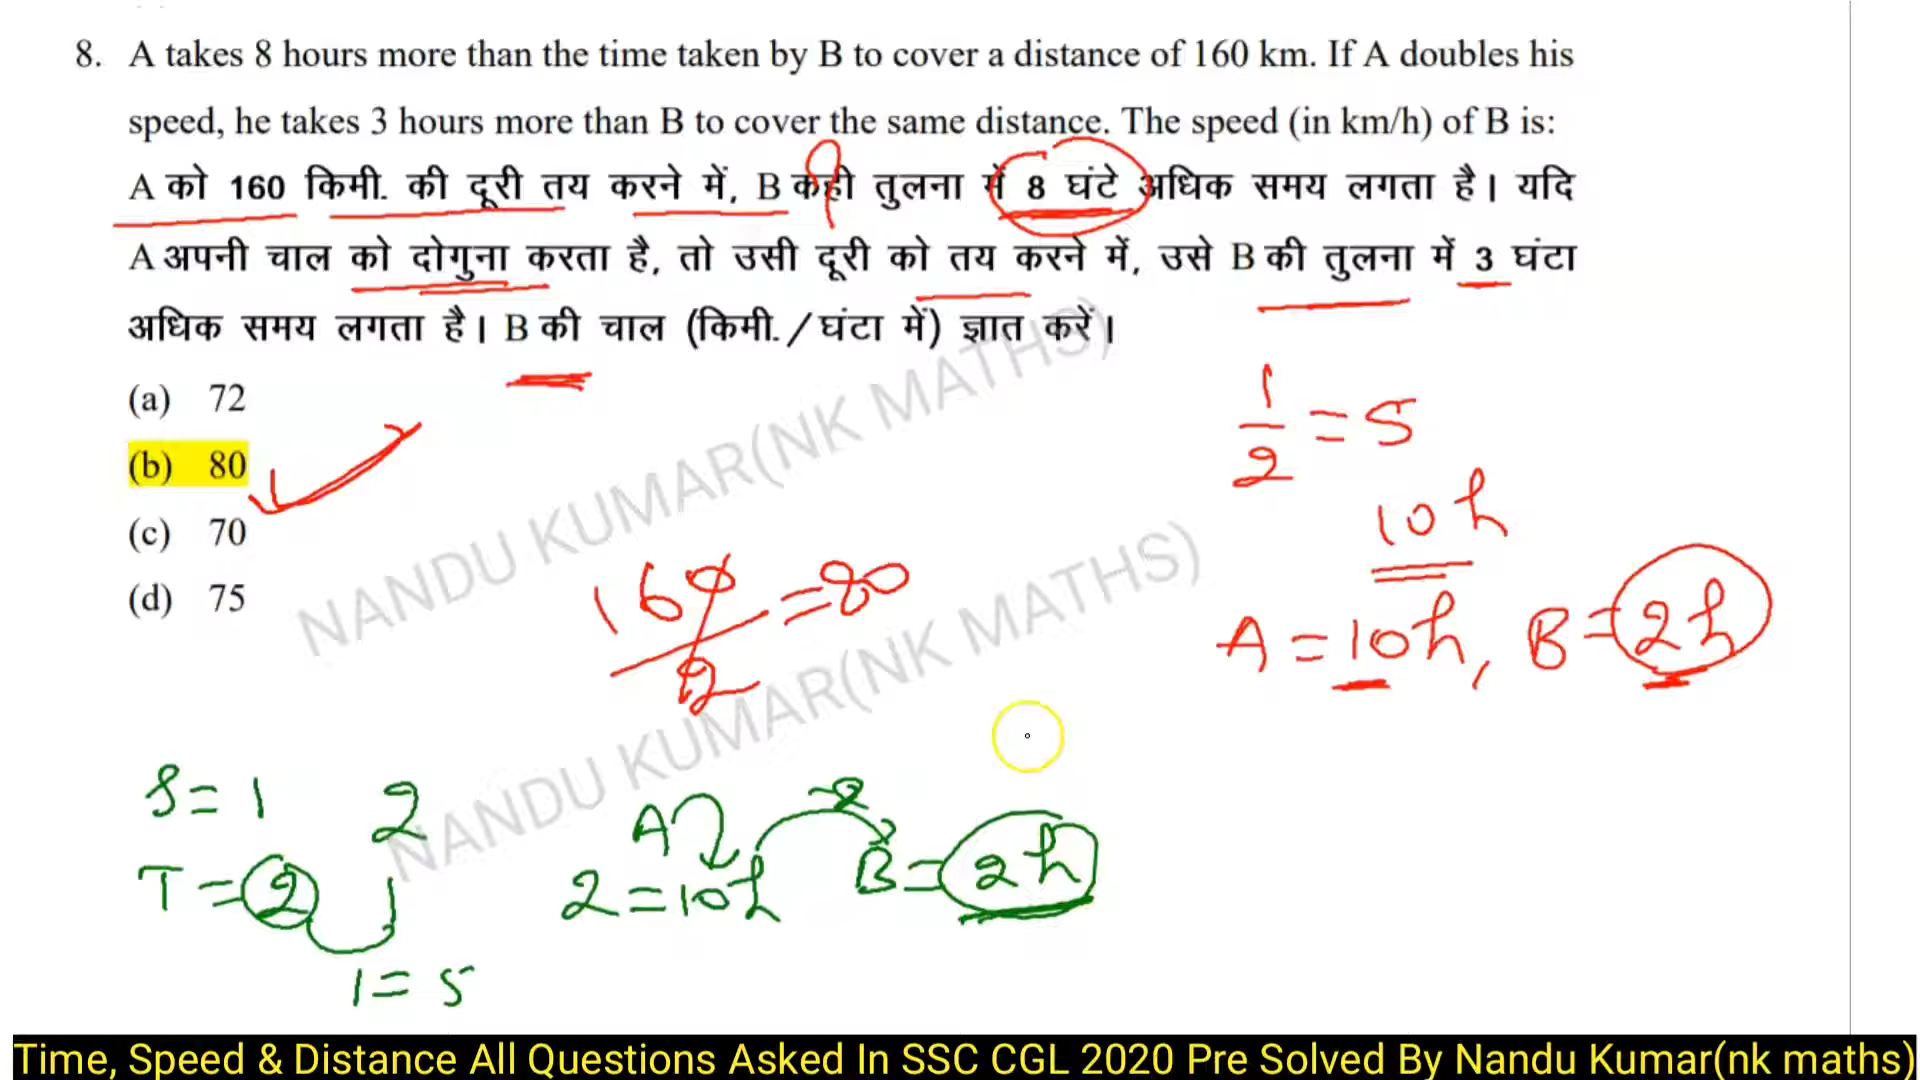 8. A takes 8 hours more than the time taken by B to cover a distance of 160 km. If A doubles his
speed, he takes 3 hours more than B to cover the same distance. The speed (in km/h) of B is:
A को 160 किमी. की दूरी तय करने में, B कही तुलना में 8 घंटे अधिक समय लगता है। यदि
A अपनी चाल को दोगुना करता है, तो उसी दूरी को तय करने में, उसे B की तुलना में 3 घंटा
अधिक समय लगता है। B की चाल (किमी./घंटा में) ज्ञात करें।
(a) 72
(b) 80
(c) 70
(d) 75
1/2 = 5
10 h
A = 10h, B = 2h
160/2 = 80
NANDU KUMAR(NK MATHS)
NANDU KUMAR(NK MATHS)
S = 1 2
T = 2 1
1 = 5
A
2 = 10h
-8
B = 2h
Time, Speed & Distance All Questions Asked In SSC CGL 2020 Pre Solved By Nandu Kumar(nk maths)